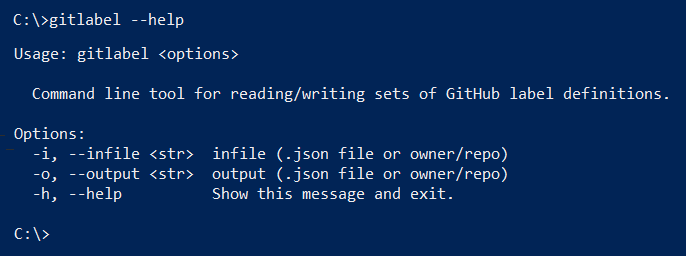 C:\>gitlabel --help
Usage: gitlabel <options>
Command line tool for reading/writing sets of GitHub label definitions.
Options:
-i, --infile <str>  infile (.json file or owner/repo)
-o, --output <str>  output (.json file or owner/repo)
-h, --help          Show this message and exit.
C:\>